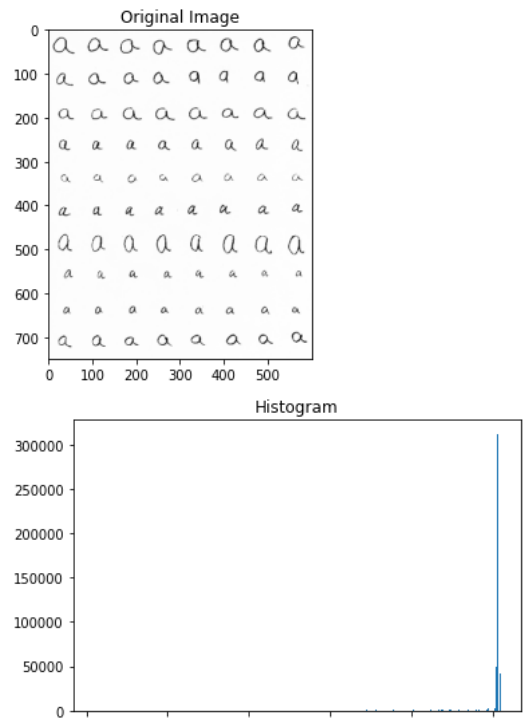 Original Image
0
a a a a a a a a
100 a a a a a a a a
200 a a a a a a a a
a a a a a a a a
300
a a a a a a a a
400 a a a a a a a a
500 a a a a a a a a
a a a a a a a a
600
a a a a a a a a
700 a a a a a a a a
0 100 200 300 400 500
Histogram
300000
250000
200000
150000
100000
50000
0